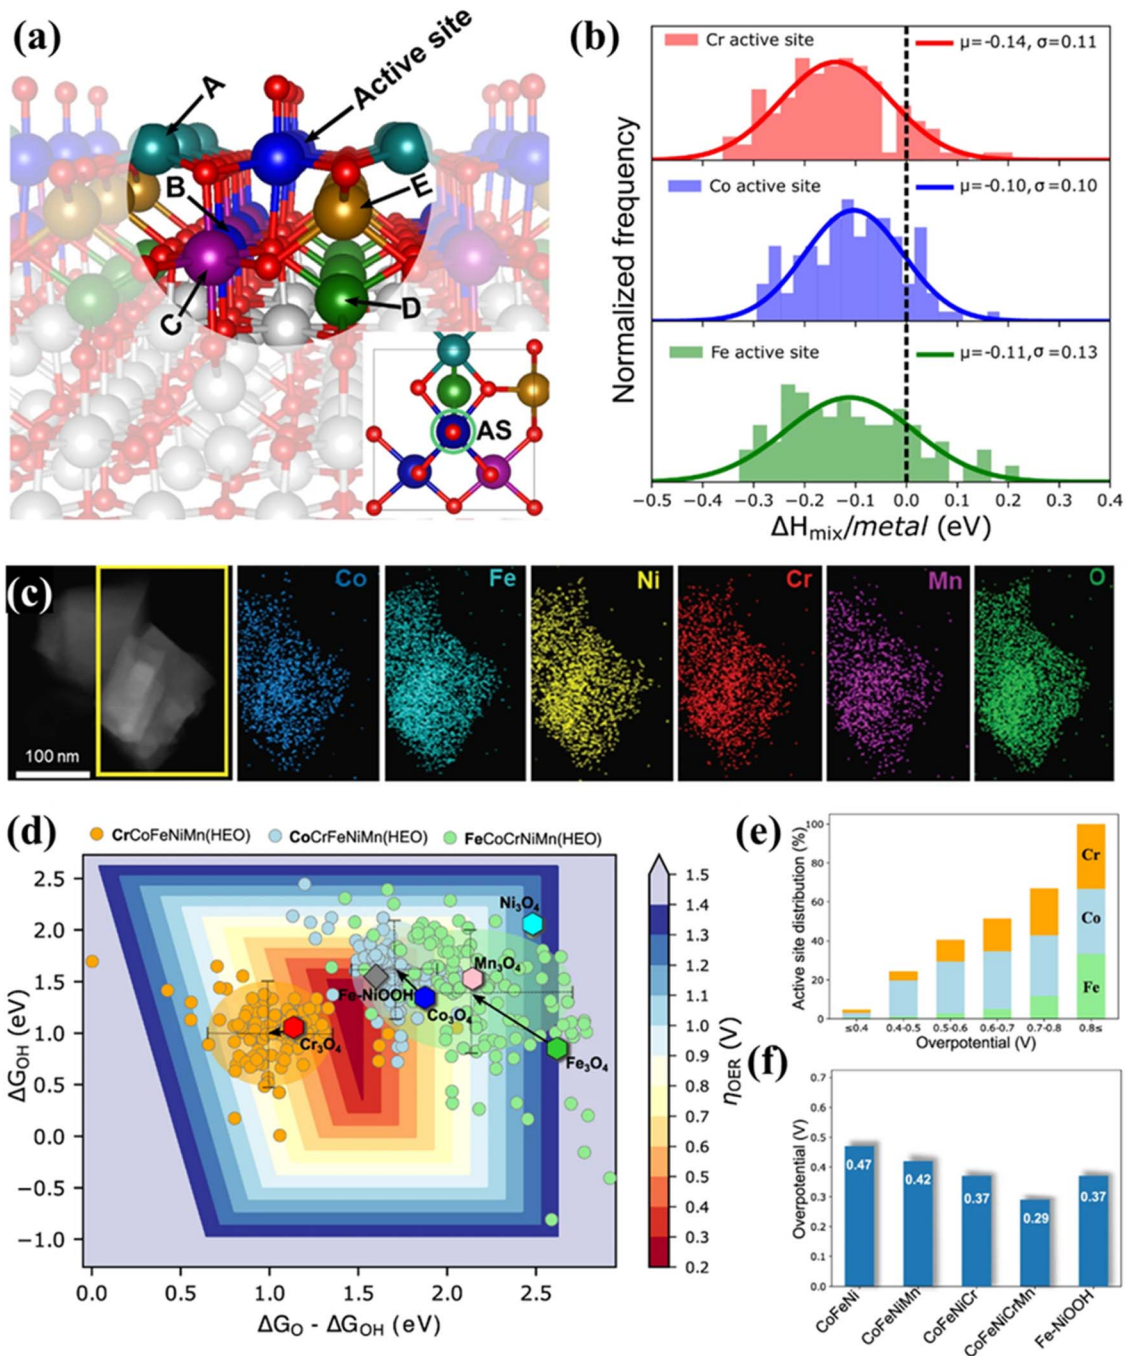 (a)
A
Active site
B
E
C
D
AS
(b)
Normalized frequency
Cr active site
μ=-0.14, σ=0.11
Co active site
μ=-0.10, σ=0.10
Fe active site
μ=-0.11, σ=0.13
−0.5 −0.4 −0.3 −0.2 −0.1 0.0 0.1 0.2 0.3 0.4
ΔHmix/metal (eV)
(c)
100 nm
Co
Fe
Ni
Cr
Mn
O
(d)
CrCoFeNiMn(HEO) CoCrFeNiMn(HEO) FeCoCrNiMn(HEO)
ΔGOH (eV)
2.5
2.0
1.5
1.0
0.5
0.0
−0.5
−1.0
Ni3O4
Mn3O4
Fe-NiOOH
Co3O4
Cr3O4
Fe3O4
0.0 0.5 1.0 1.5 2.0 2.5
ΔGO - ΔGOH (eV)
1.5
1.4
1.3
1.2
1.1
1.0
0.9
0.8
0.7
0.6
0.5
0.4
0.3
0.2
ηOER (V)
(e)
Active site distribution (%)
100
80
60
40
20
0
Cr
Co
Fe
≤0.4 0.4-0.5 0.5-0.6 0.6-0.7 0.7-0.8 0.8≤
Overpotential (V)
(f)
Overpotential (V)
0.7
0.6
0.5
0.4
0.3
0.2
0.1
0.0
0.47
0.42
0.37
0.29
0.37
CoFeNi
CoFeNiMn
CoFeNiCr
CoFeNiCrMn
Fe-NiOOH